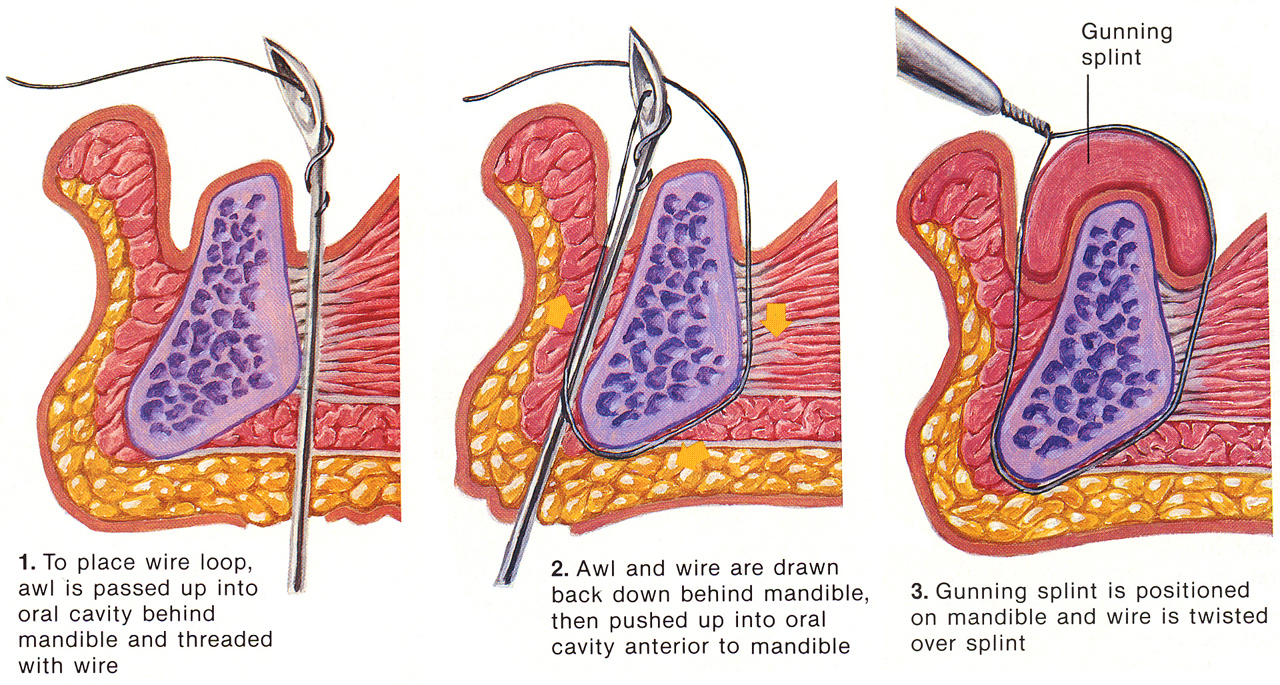 Gunning
splint
1. To place wire loop,
awl is passed up into
oral cavity behind
mandible and threaded
with wire
2. Awl and wire are drawn
back down behind mandible,
then pushed up into oral
cavity anterior to mandible
3. Gunning splint is positioned
on mandible and wire is twisted
over splint